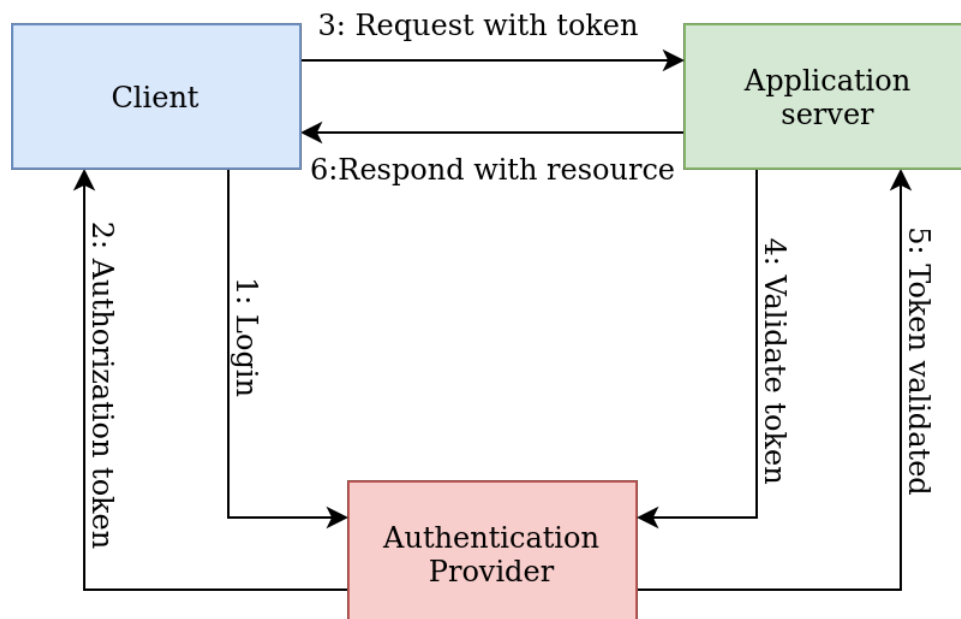 3: Request with token
Client
Application
server
6:Respond with resource
2: Authorization token
1: Login
4: Validate token
5: Token validated
Authentication
Provider